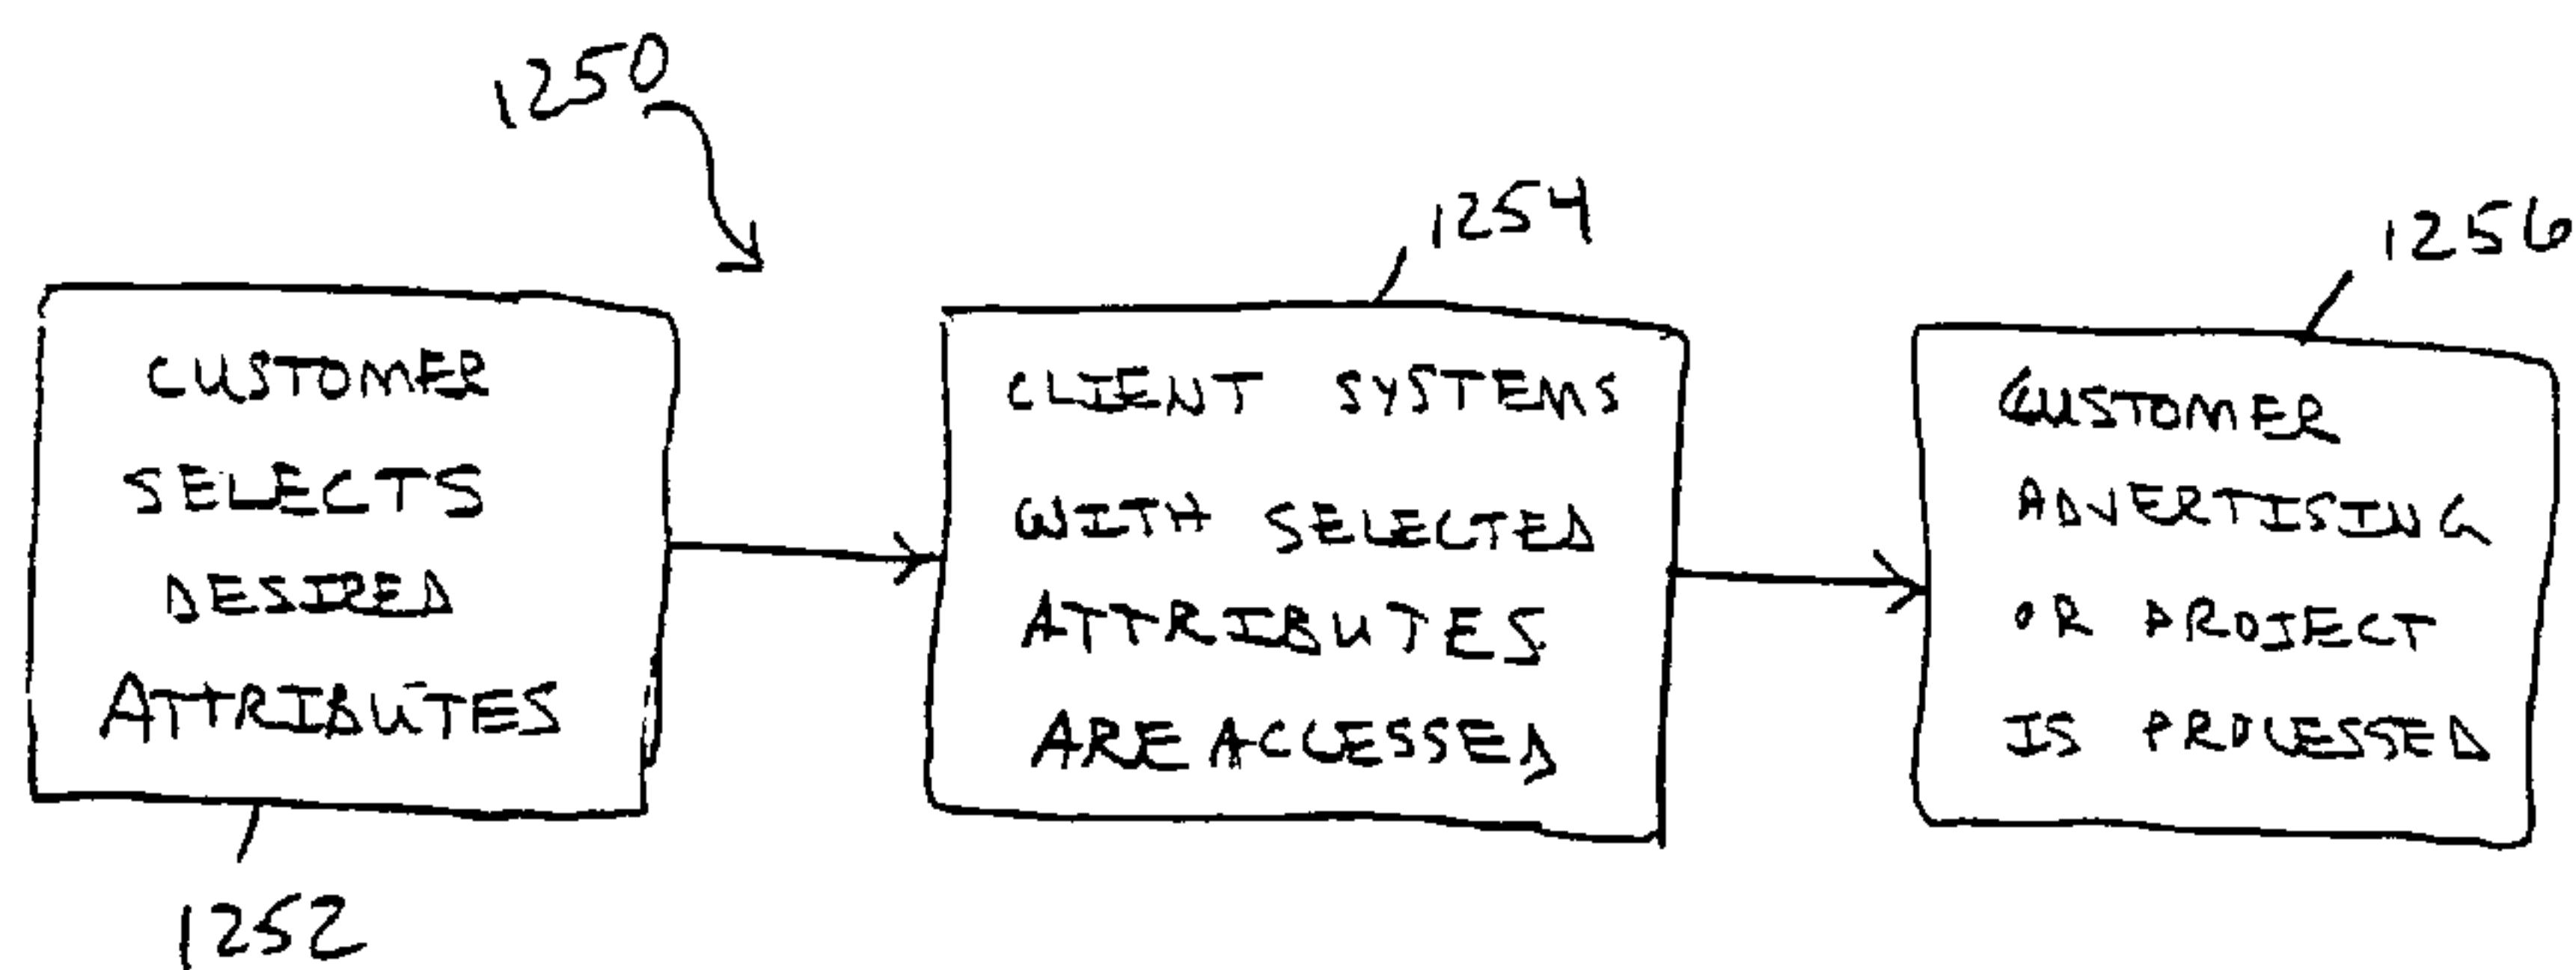 1250
1254
1256
CUSTOMER
SELECTS
DESIRED
ATTRIBUTES
CLIENT SYSTEMS
WITH SELECTED
ATTRIBUTES
ARE ACCESSED
CUSTOMER
ADVERTISING
OR PROJECT
IS PROCESSED
1252